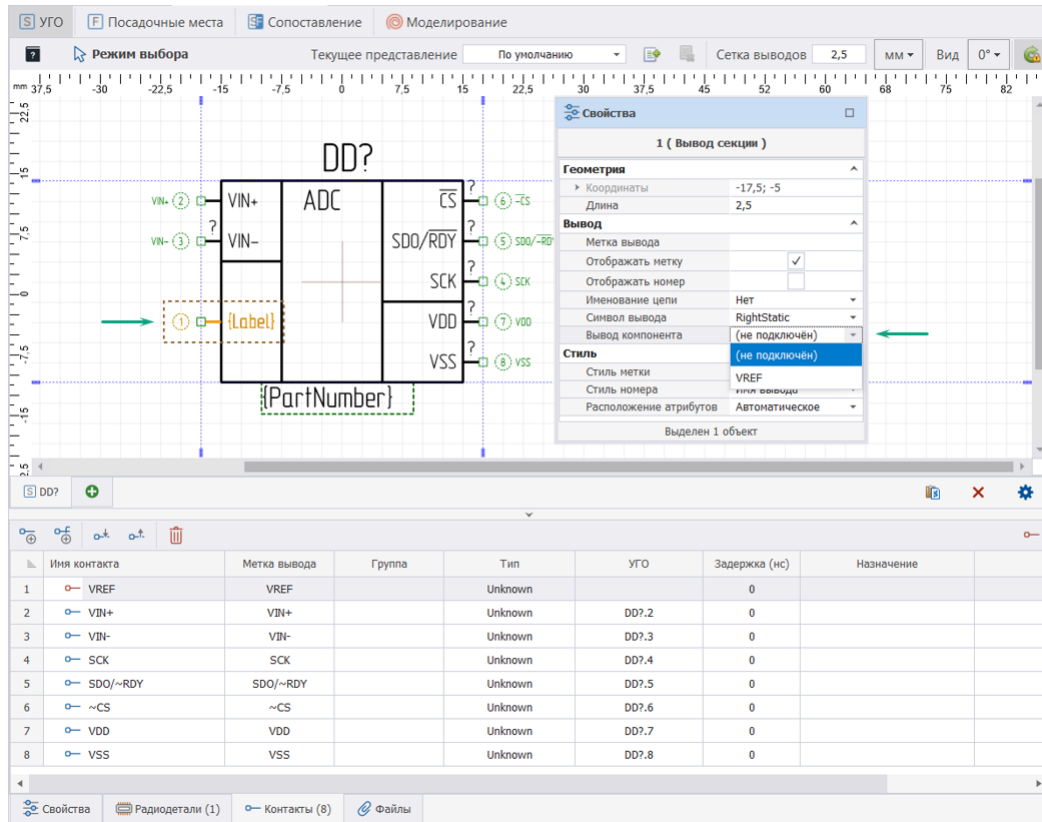 S УГО F Посадочные места S Сопоставление Моделирование
? Режим выбора Текущее представление По умолчанию Сетка выводов 2,5 мм Вид 0°
mm 37,5 -30 -22,5 -15 -7,5 0 7,5 15 22,5 30 37,5 45 52 60 68 75 82
22,5
15
7,5
0
-7,5
-15
2,5
DD?
ADC
VIN+ 2 VIN+
VIN- 3 ? VIN-
1 {Label}
CS ? 6 ~CS
SDO/RDY ? 5 SDO/~RD
SCK ? 4 SCK
VDD ? 7 VDD
VSS ? 8 VSS
{PartNumber}
Свойства
1 ( Вывод секции )
Геометрия
Координаты -17,5; -5
Длина 2,5
Вывод
Метка вывода
Отображать метку ✓
Отображать номер
Именование цепи Нет
Символ вывода RightStatic
Вывод компонента (не подключён)
(не подключён)
VREF
Стиль
Стиль метки
Стиль номера Имя вывода
Расположение атрибутов Автоматическое
Выделен 1 объект
S DD?
Имя контакта Метка вывода Группа Тип УГО Задержка (нс) Назначение
1 VREF VREF Unknown 0
2 VIN+ VIN+ Unknown DD?.2 0
3 VIN- VIN- Unknown DD?.3 0
4 SCK SCK Unknown DD?.4 0
5 SDO/~RDY SDO/~RDY Unknown DD?.5 0
6 ~CS ~CS Unknown DD?.6 0
7 VDD VDD Unknown DD?.7 0
8 VSS VSS Unknown DD?.8 0
Свойства Радиодетали (1) Контакты (8) Файлы